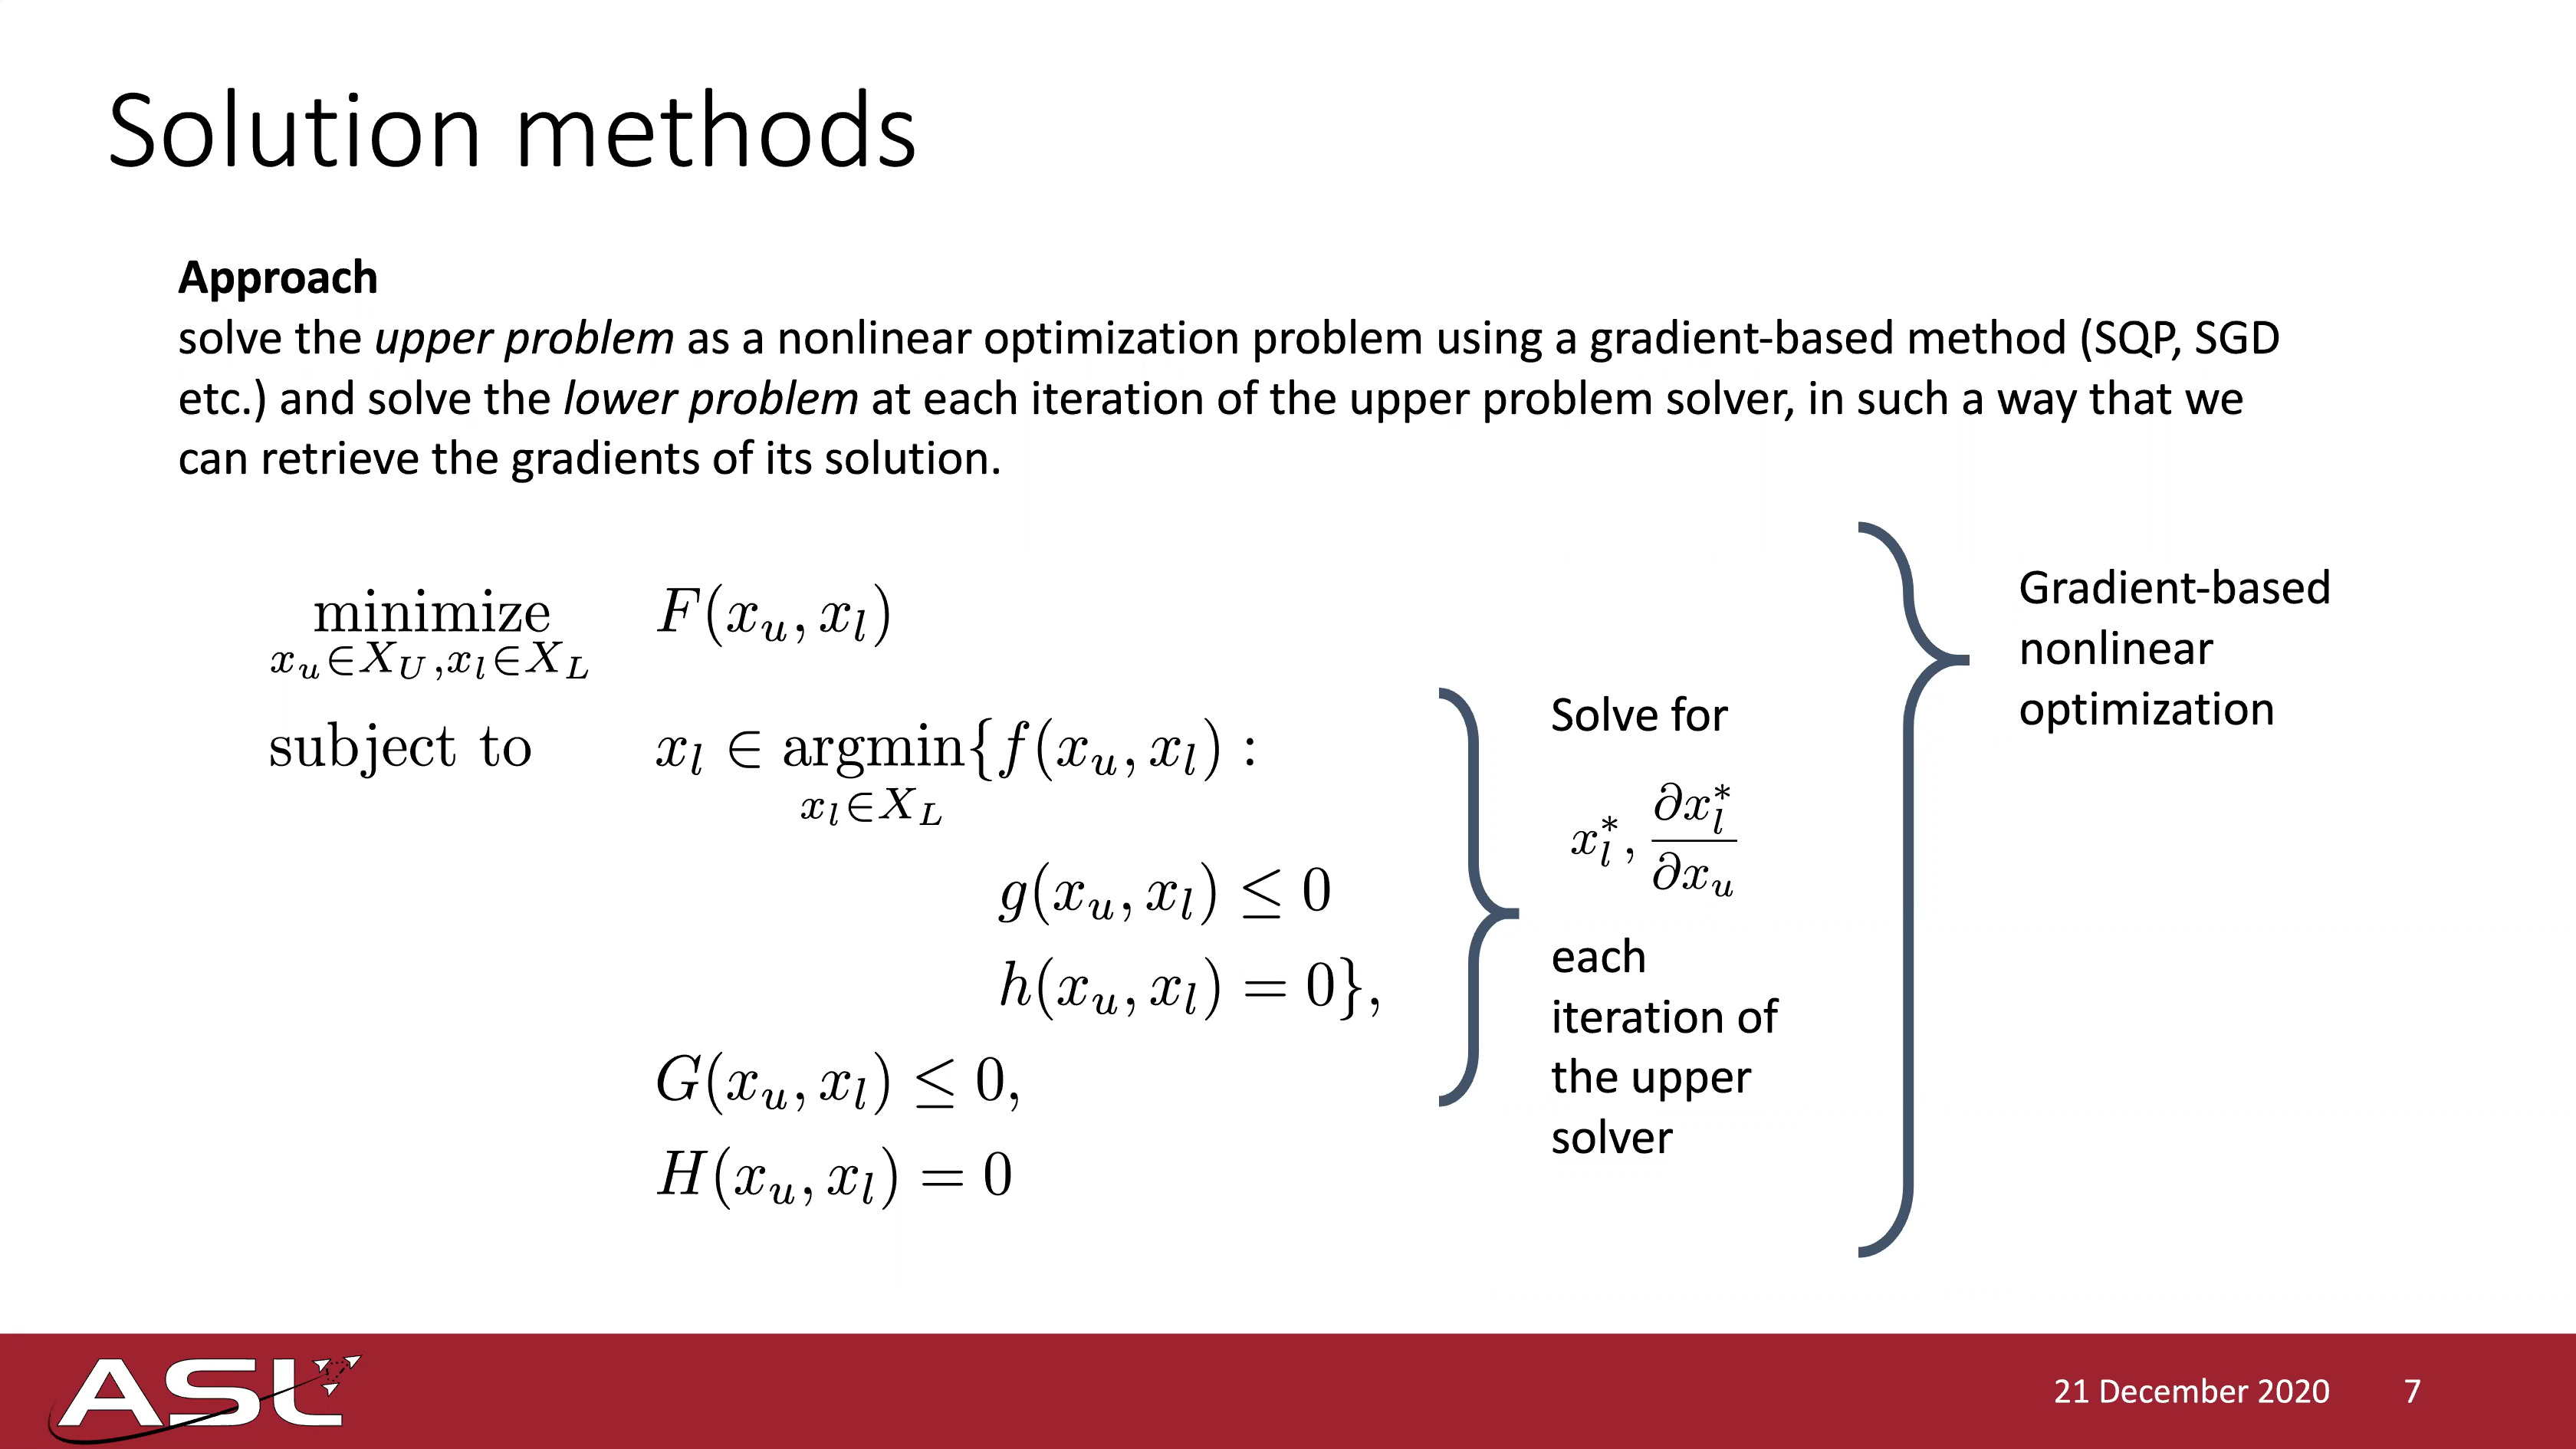 Solution methods
Approach
solve the upper problem as a nonlinear optimization problem using a gradient-based method (SQP, SGD
etc.) and solve the lower problem at each iteration of the upper problem solver, in such a way that we
can retrieve the gradients of its solution.
minimize F(x_u, x_l)
x_u∈X_U, x_l∈X_L
subject to x_l ∈ argmin{f(x_u, x_l) :
x_l∈X_L
g(x_u, x_l) ≤ 0
h(x_u, x_l) = 0},
G(x_u, x_l) ≤ 0,
H(x_u, x_l) = 0
Solve for
x_l^*, ∂x_l^*/∂x_u
each
iteration of
the upper
solver
Gradient-based
nonlinear
optimization
ASL
21 December 2020 7